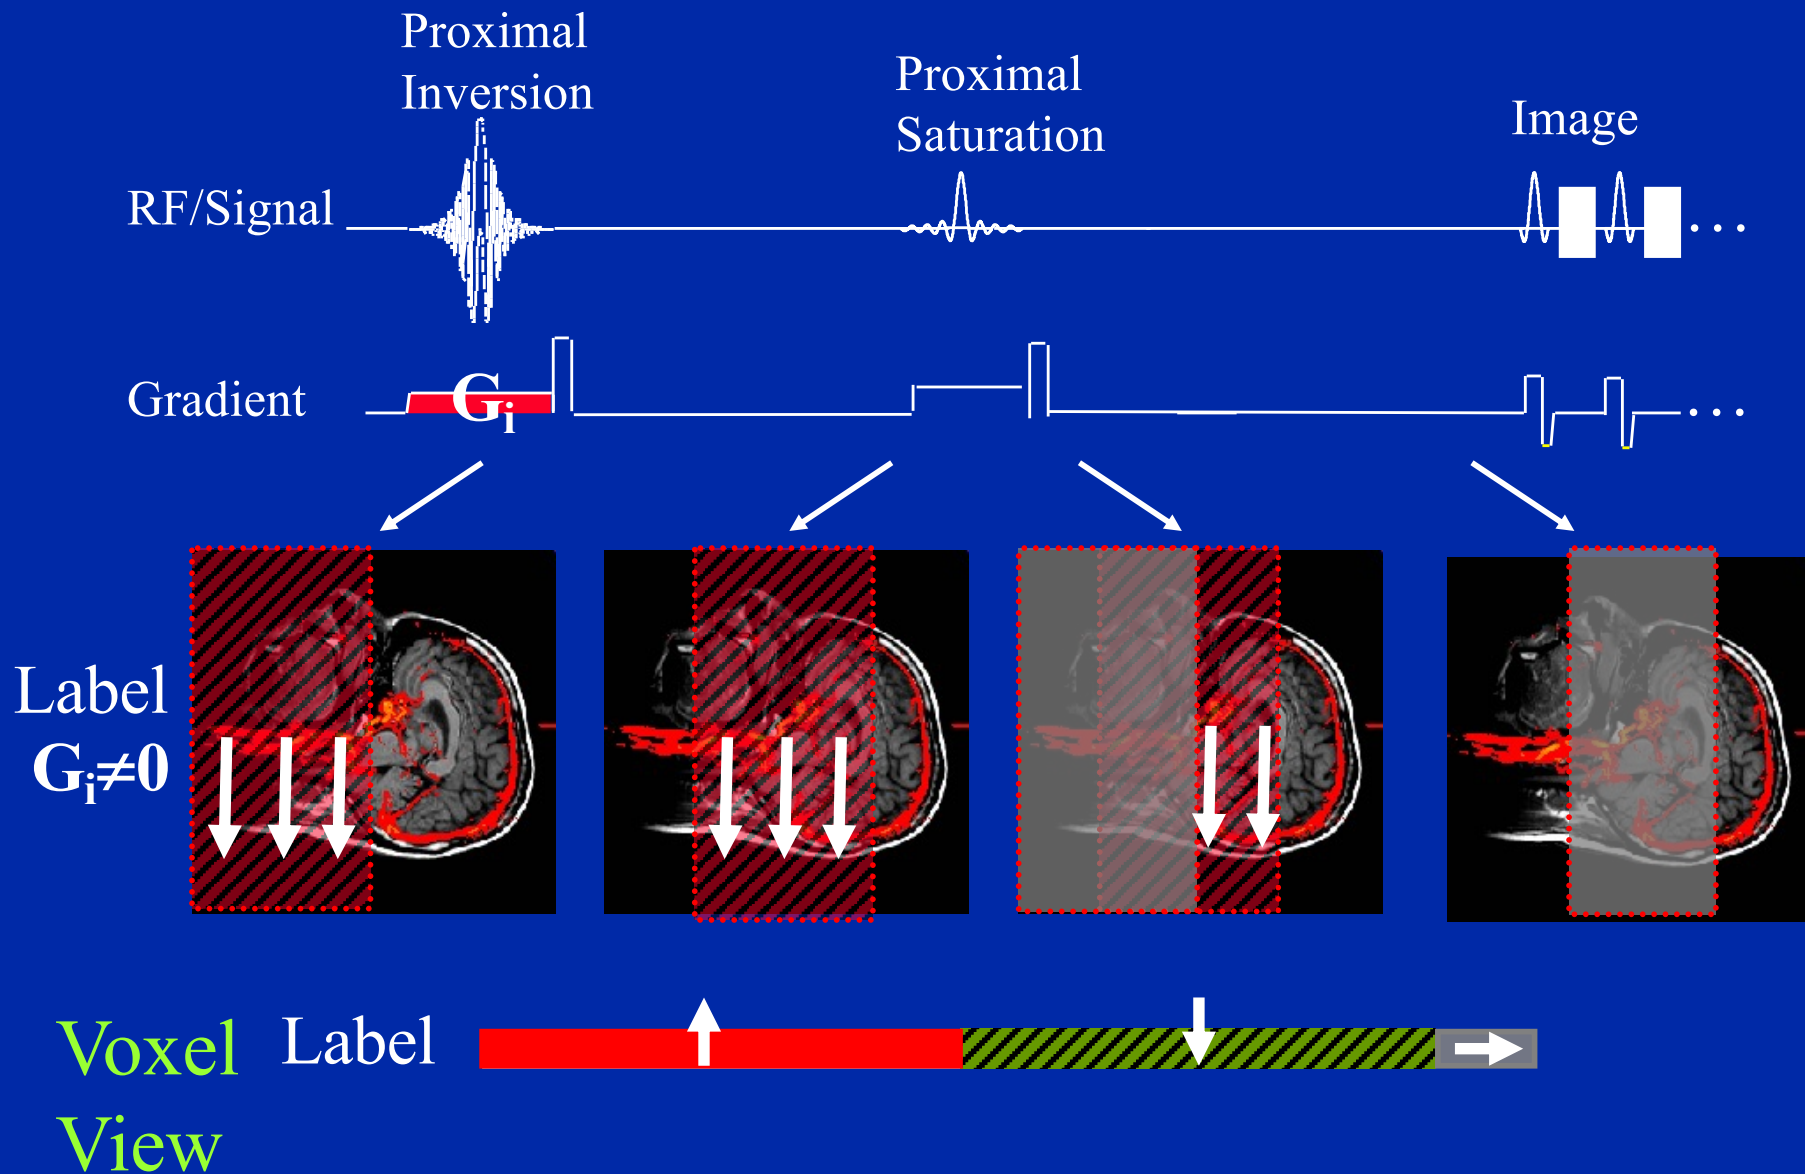 Proximal
Inversion
Proximal
Saturation
Image
RF/Signal
...
Gradient
Gi
...
Label
Gi≠0
Voxel
View
Label